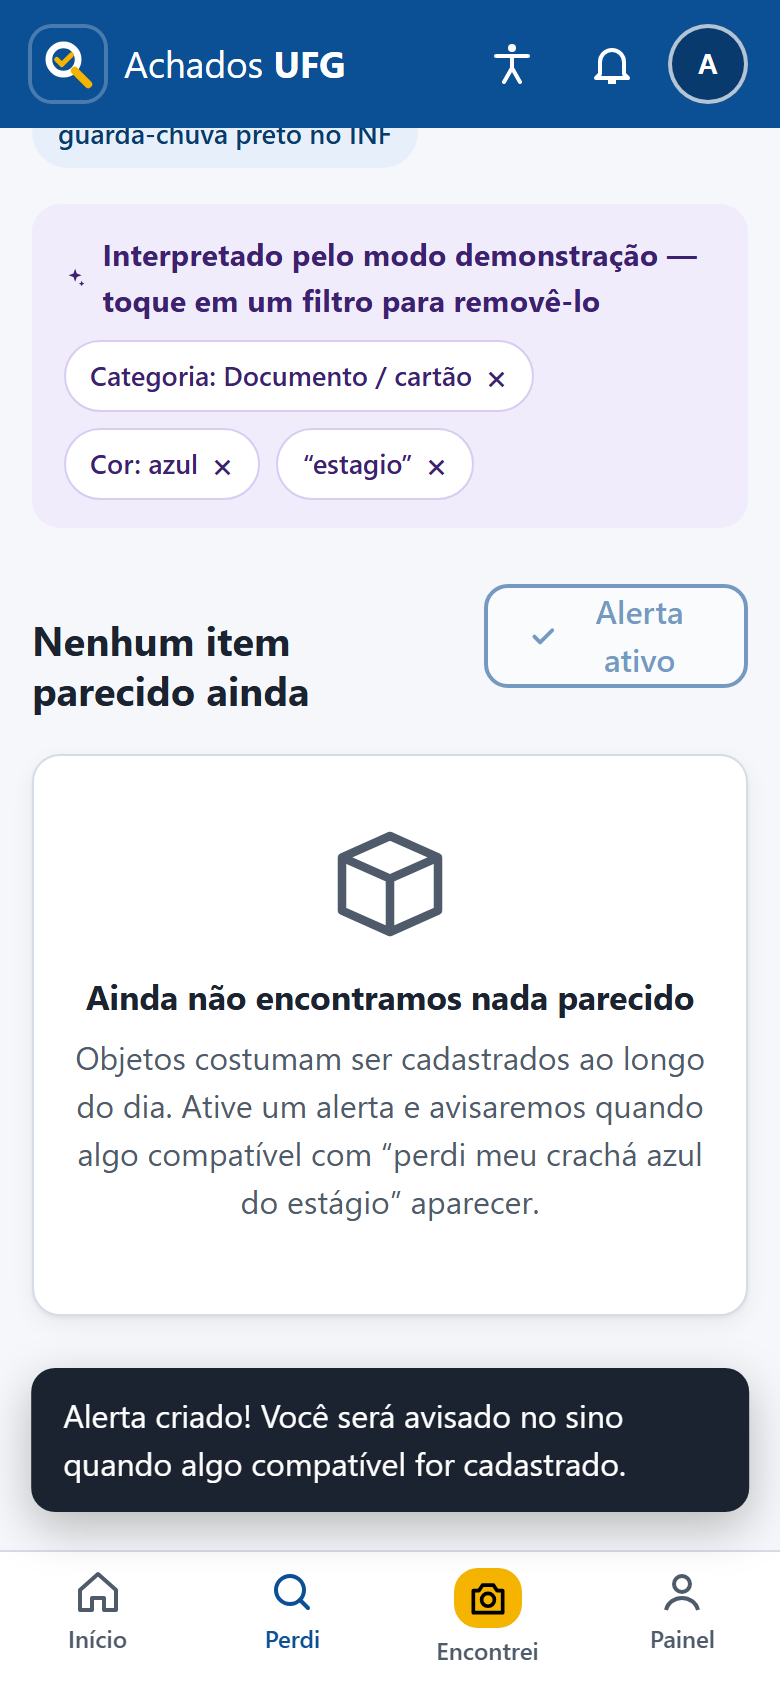 Achados UFG
A
guarda-chuva preto no INF
Interpretado pelo modo demonstração —
toque em um filtro para removê-lo
Categoria: Documento / cartão ×
Cor: azul ×
“estagio” ×
Nenhum item
parecido ainda
Alerta
ativo
Ainda não encontramos nada parecido
Objetos costumam ser cadastrados ao longo
do dia. Ative um alerta e avisaremos quando
algo compatível com “perdi meu crachá azul
do estágio” aparecer.
Alerta criado! Você será avisado no sino
quando algo compatível for cadastrado.
Início
Perdi
Encontrei
Painel